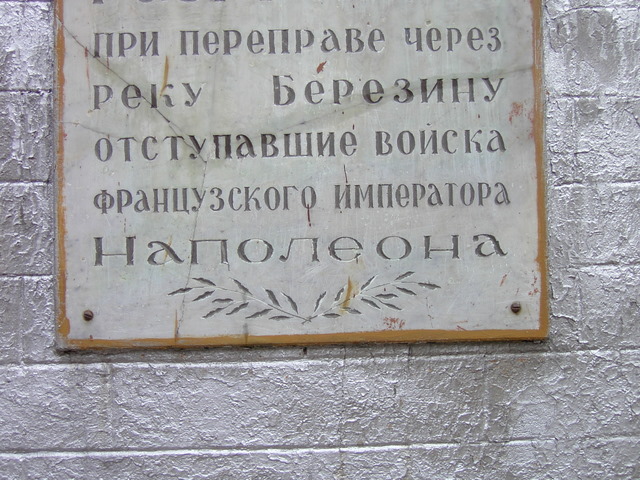 при переправе через
реку Березину
отступавшие войска
французского императора
Наполеона